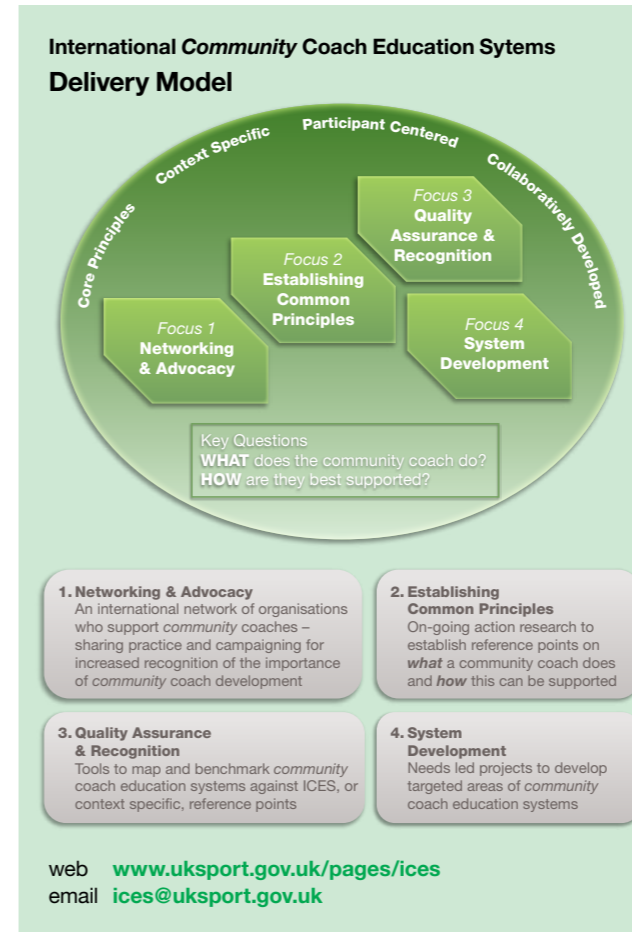 International Community Coach Education Sytems
Delivery Model
Core Principles
Context Specific
Participant Centered
Collaboratively Developed
Focus 1
Networking
& Advocacy
Focus 2
Establishing
Common
Principles
Focus 3
Quality
Assurance &
Recognition
Focus 4
System
Development
Key Questions
WHAT does the community coach do?
HOW are they best supported?
1. Networking & Advocacy
An international network of organisations
who support community coaches –
sharing practice and campaigning for
increased recognition of the importance
of community coach development
2. Establishing
Common Principles
On-going action research to
establish reference points on
what a community coach does
and how this can be supported
3. Quality Assurance
& Recognition
Tools to map and benchmark community
coach education systems against ICES, or
context specific, reference points
4. System
Development
Needs led projects to develop
targeted areas of community
coach education systems
web www.uksport.gov.uk/pages/ices
email ices@uksport.gov.uk